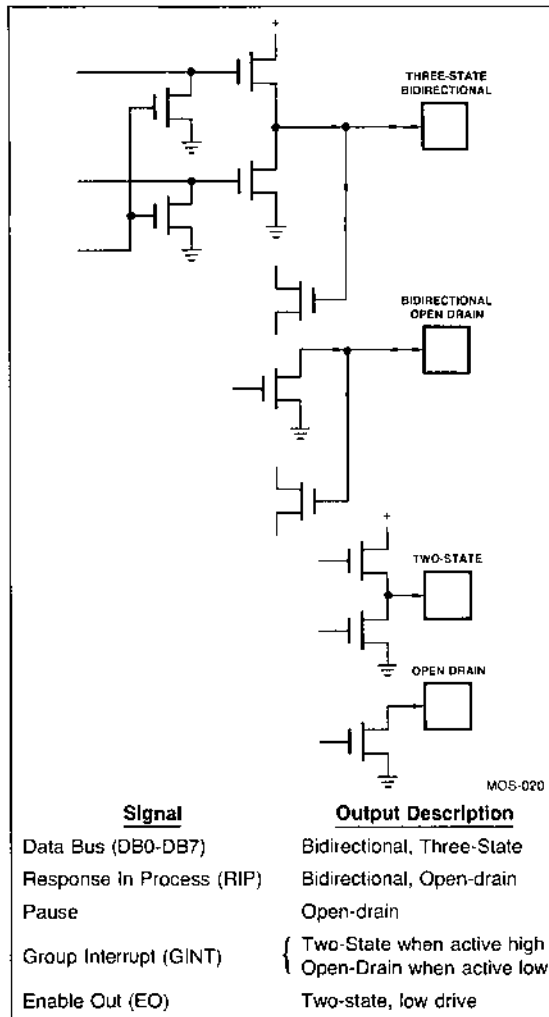 +
THREE-STATE
BIDIRECTIONAL
BIDIRECTIONAL
OPEN DRAIN
+
TWO-STATE
OPEN DRAIN
MOS-020
Signal Output Description
Data Bus (DB0-DB7) Bidirectional, Three-State
Response In Process (RIP) Bidirectional, Open-drain
Pause Open-drain
Group Interrupt (GINT) { Two-State when active high
Open-Drain when active low
Enable Out (EO) Two-state, low drive